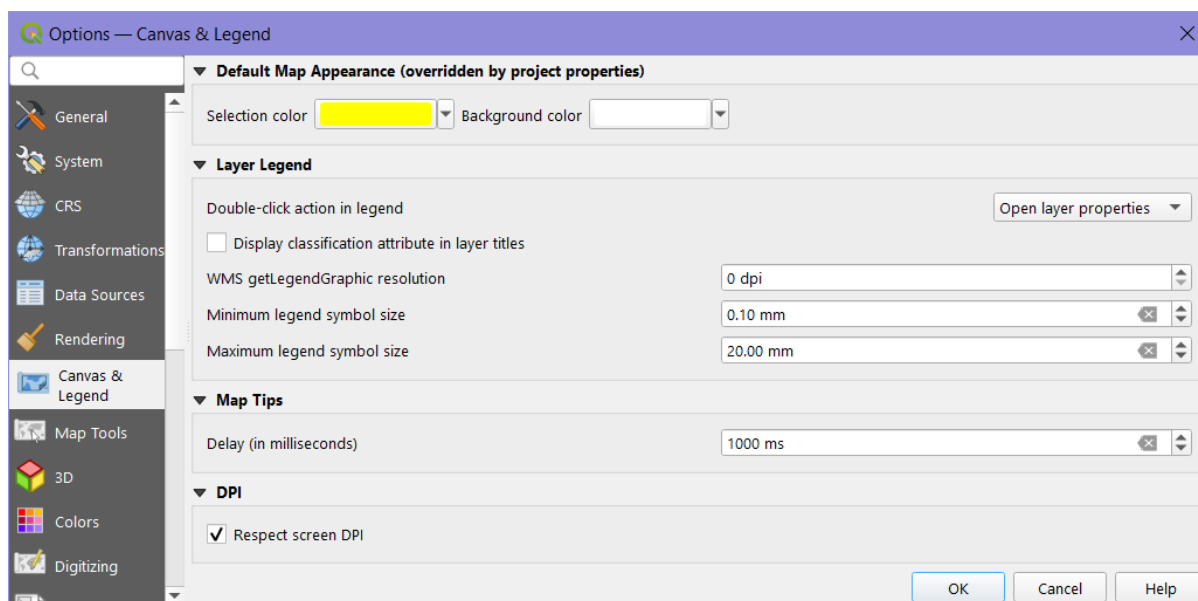 Options — Canvas & Legend
General
System
CRS
Transformations
Data Sources
Rendering
Canvas &
Legend
Map Tools
3D
Colors
Digitizing
Default Map Appearance (overridden by project properties)
Selection color Background color
Layer Legend
Double-click action in legend Open layer properties
Display classification attribute in layer titles
WMS getLegendGraphic resolution 0 dpi
Minimum legend symbol size 0.10 mm
Maximum legend symbol size 20.00 mm
Map Tips
Delay (in milliseconds) 1000 ms
DPI
Respect screen DPI
OK Cancel Help